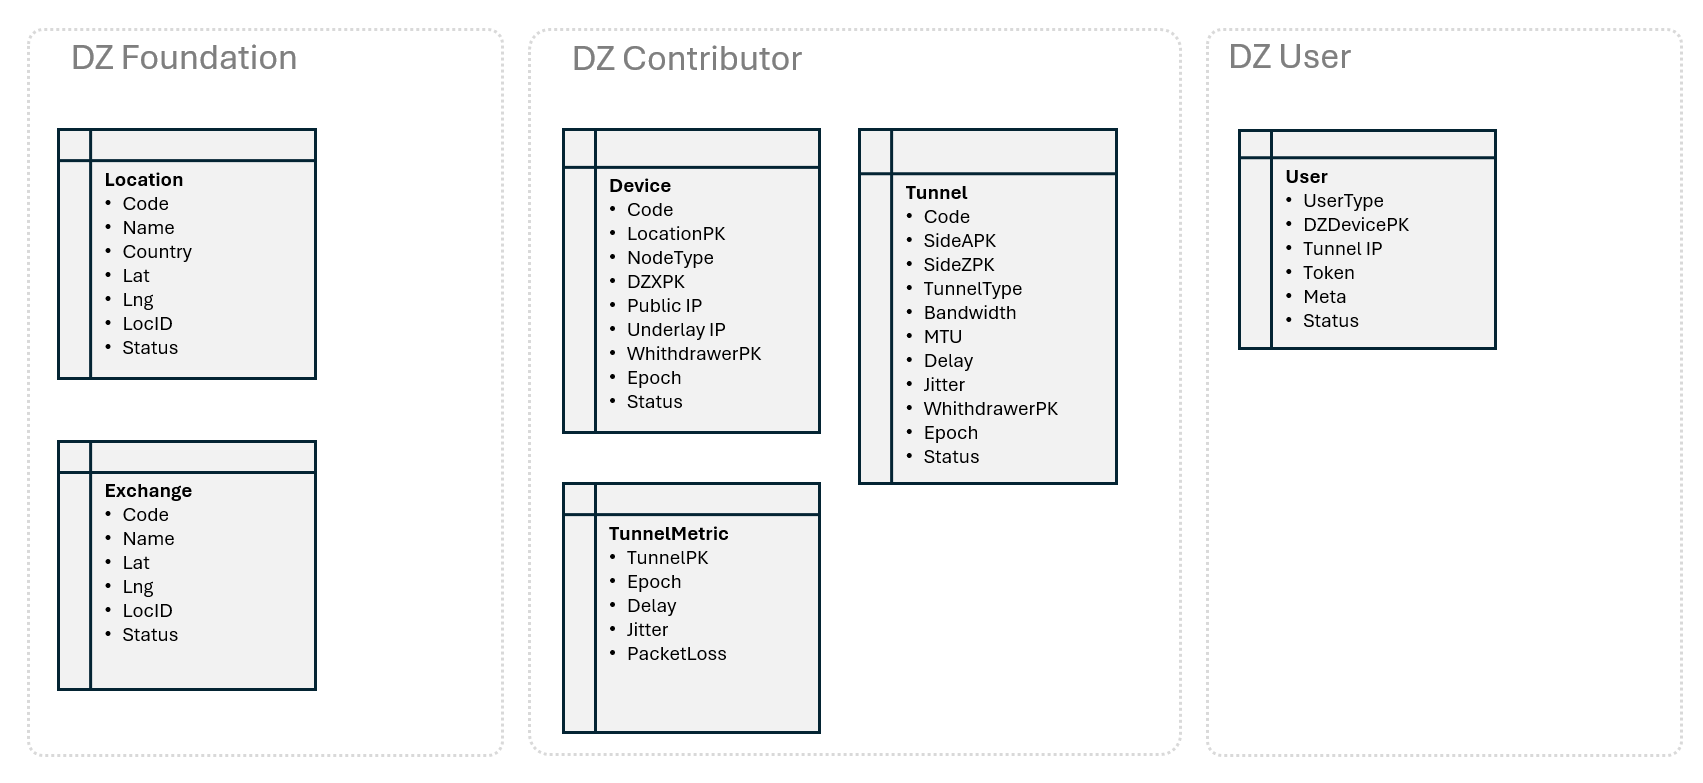 DZ Foundation
Location
• Code
• Name
• Country
• Lat
• Lng
• LocID
• Status
Exchange
• Code
• Name
• Lat
• Lng
• LocID
• Status
DZ Contributor
Device
• Code
• LocationPK
• NodeType
• DZXPK
• Public IP
• Underlay IP
• WhithdrawerPK
• Epoch
• Status
TunnelMetric
• TunnelPK
• Epoch
• Delay
• Jitter
• PacketLoss
Tunnel
• Code
• SideAPK
• SideZPK
• TunnelType
• Bandwidth
• MTU
• Delay
• Jitter
• WhithdrawerPK
• Epoch
• Status
DZ User
User
• UserType
• DZDevicePK
• Tunnel IP
• Token
• Meta
• Status